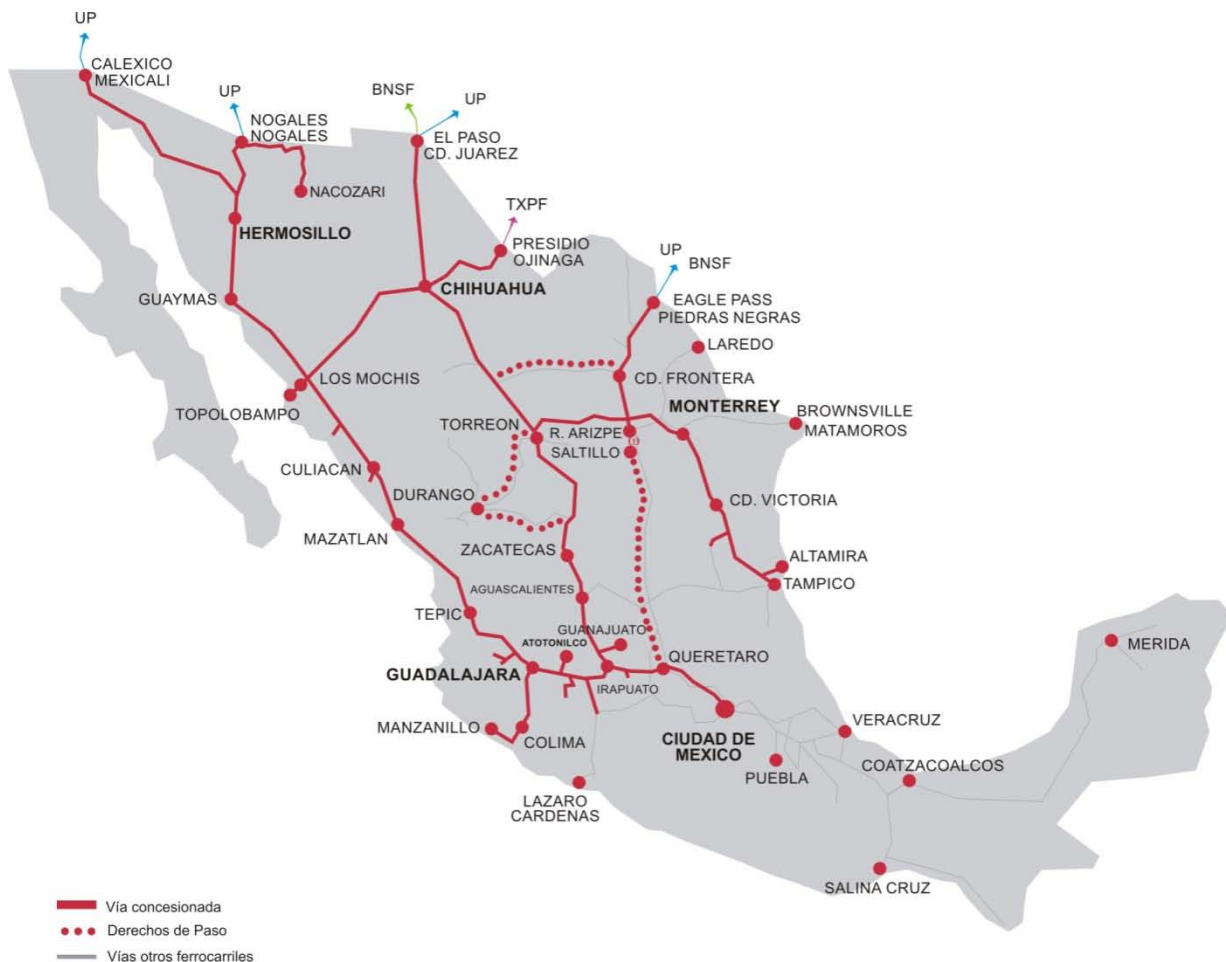 UP
CALEXICO
MEXICALI
UP
NOGALES
NOGALES
NACOZARI
BNSF
UP
EL PASO
CD. JUAREZ
TXPF
PRESIDIO
OJINAGA
HERMOSILLO
CHIHUAHUA
UP
BNSF
EAGLE PASS
PIEDRAS NEGRAS
GUAYMAS
LAREDO
LOS MOCHIS
CD. FRONTERA
TOPOLOBAMPO
MONTERREY
BROWNSVILLE
MATAMOROS
TORREON
R. ARIZPE
SALTILLO
CULIACAN
DURANGO
CD. VICTORIA
MAZATLAN
ZACATECAS
ALTAMIRA
TAMPICO
AGUASCALIENTES
TEPIC
GUANAJUATO
ATOTONILCO
QUERETARO
MERIDA
GUADALAJARA
IRAPUATO
MANZANILLO
COLIMA
CIUDAD DE
MEXICO
VERACRUZ
PUEBLA
COATZACOALCOS
LAZARO
CARDENAS
SALINA CRUZ
Vía concesionada
Derechos de Paso
Vías otros ferrocarriles